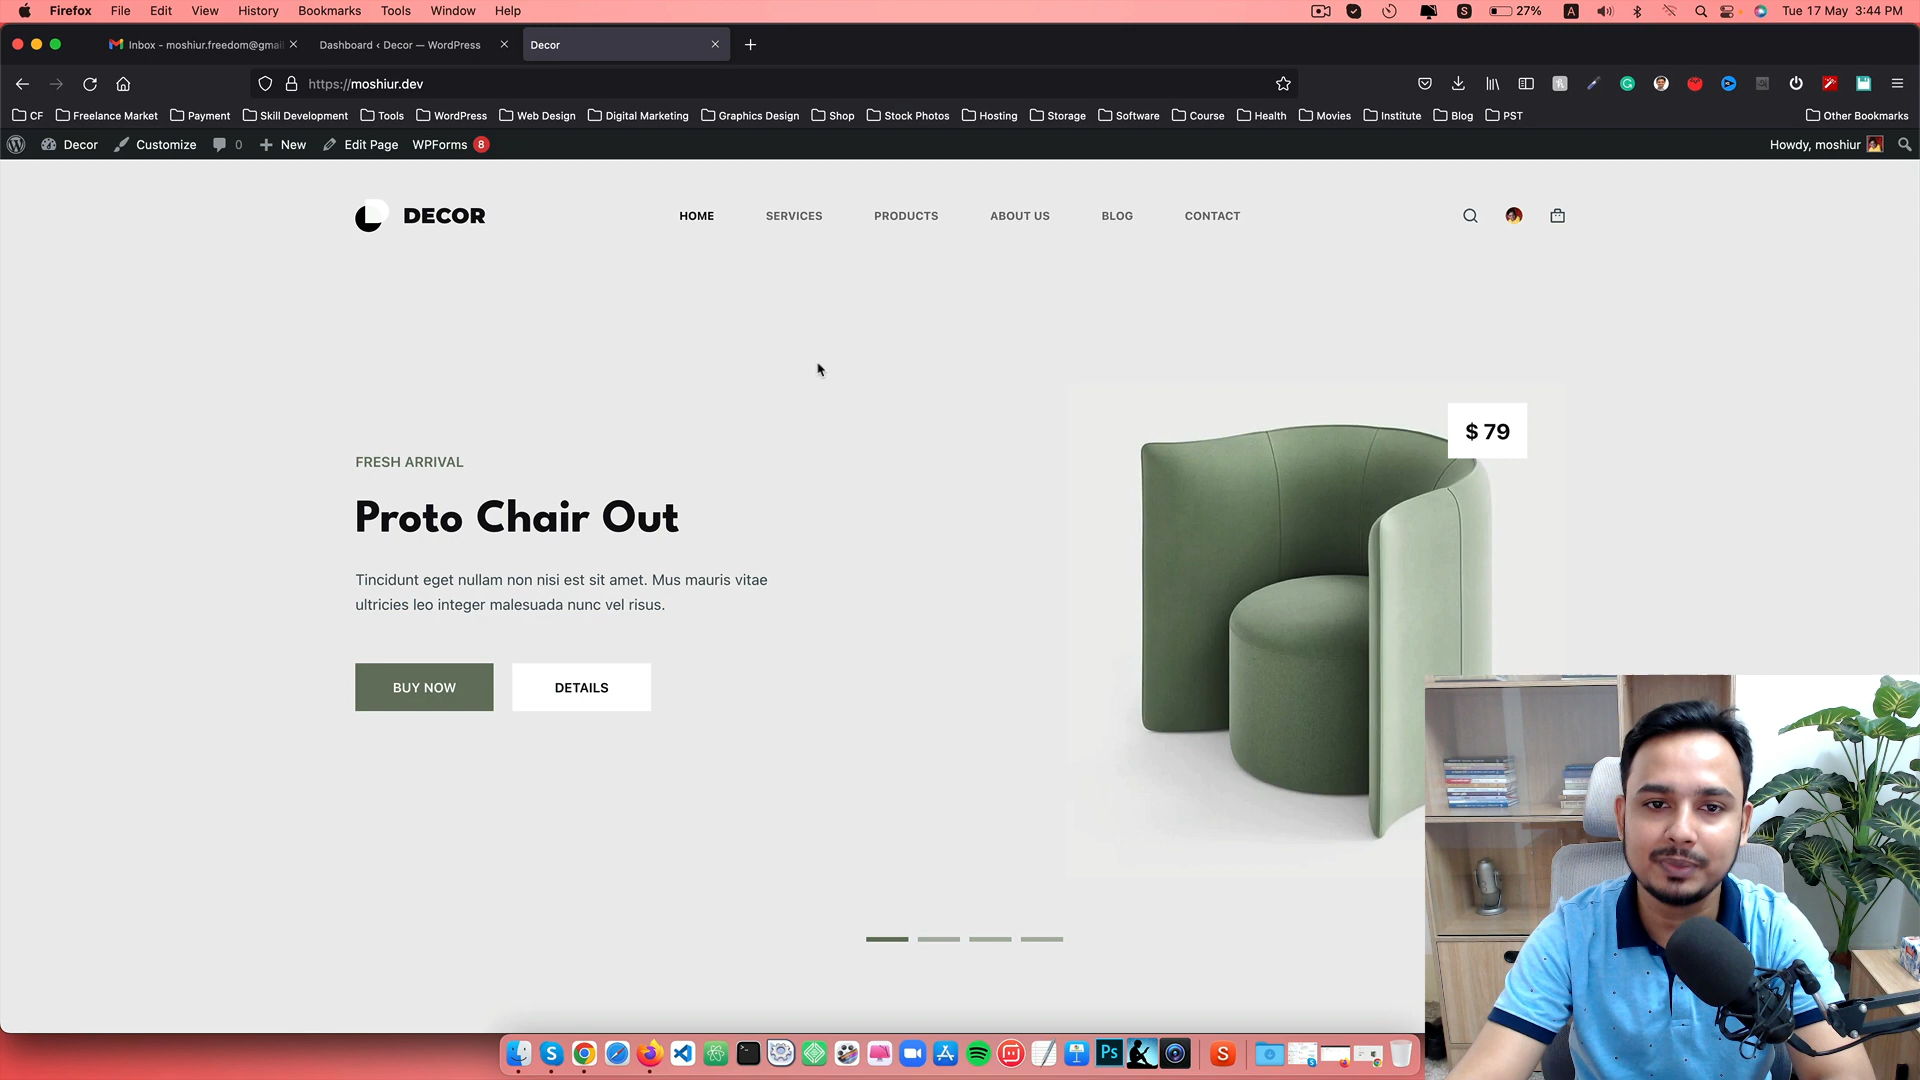 Firefox File Edit View History Bookmarks Tools Window Help 27% A Tue 17 May 3:44 PM
Inbox - moshiur.freedom@gmai Dashboard ‹ Decor — WordPress Decor
https://moshiur.dev
CF Freelance Market Payment Skill Development Tools WordPress Web Design Digital Marketing Graphics Design Shop Stock Photos Hosting Storage Software Course Health Movies Institute Blog PST Other Bookmarks
Decor Customize 0 New Edit Page WPForms 8 Howdy, moshiur
DECOR HOME SERVICES PRODUCTS ABOUT US BLOG CONTACT
$ 79
FRESH ARRIVAL
Proto Chair Out
Tincidunt eget nullam non nisi est sit amet. Mus mauris vitae
ultricies leo integer malesuada nunc vel risus.
BUY NOW DETAILS
Ps